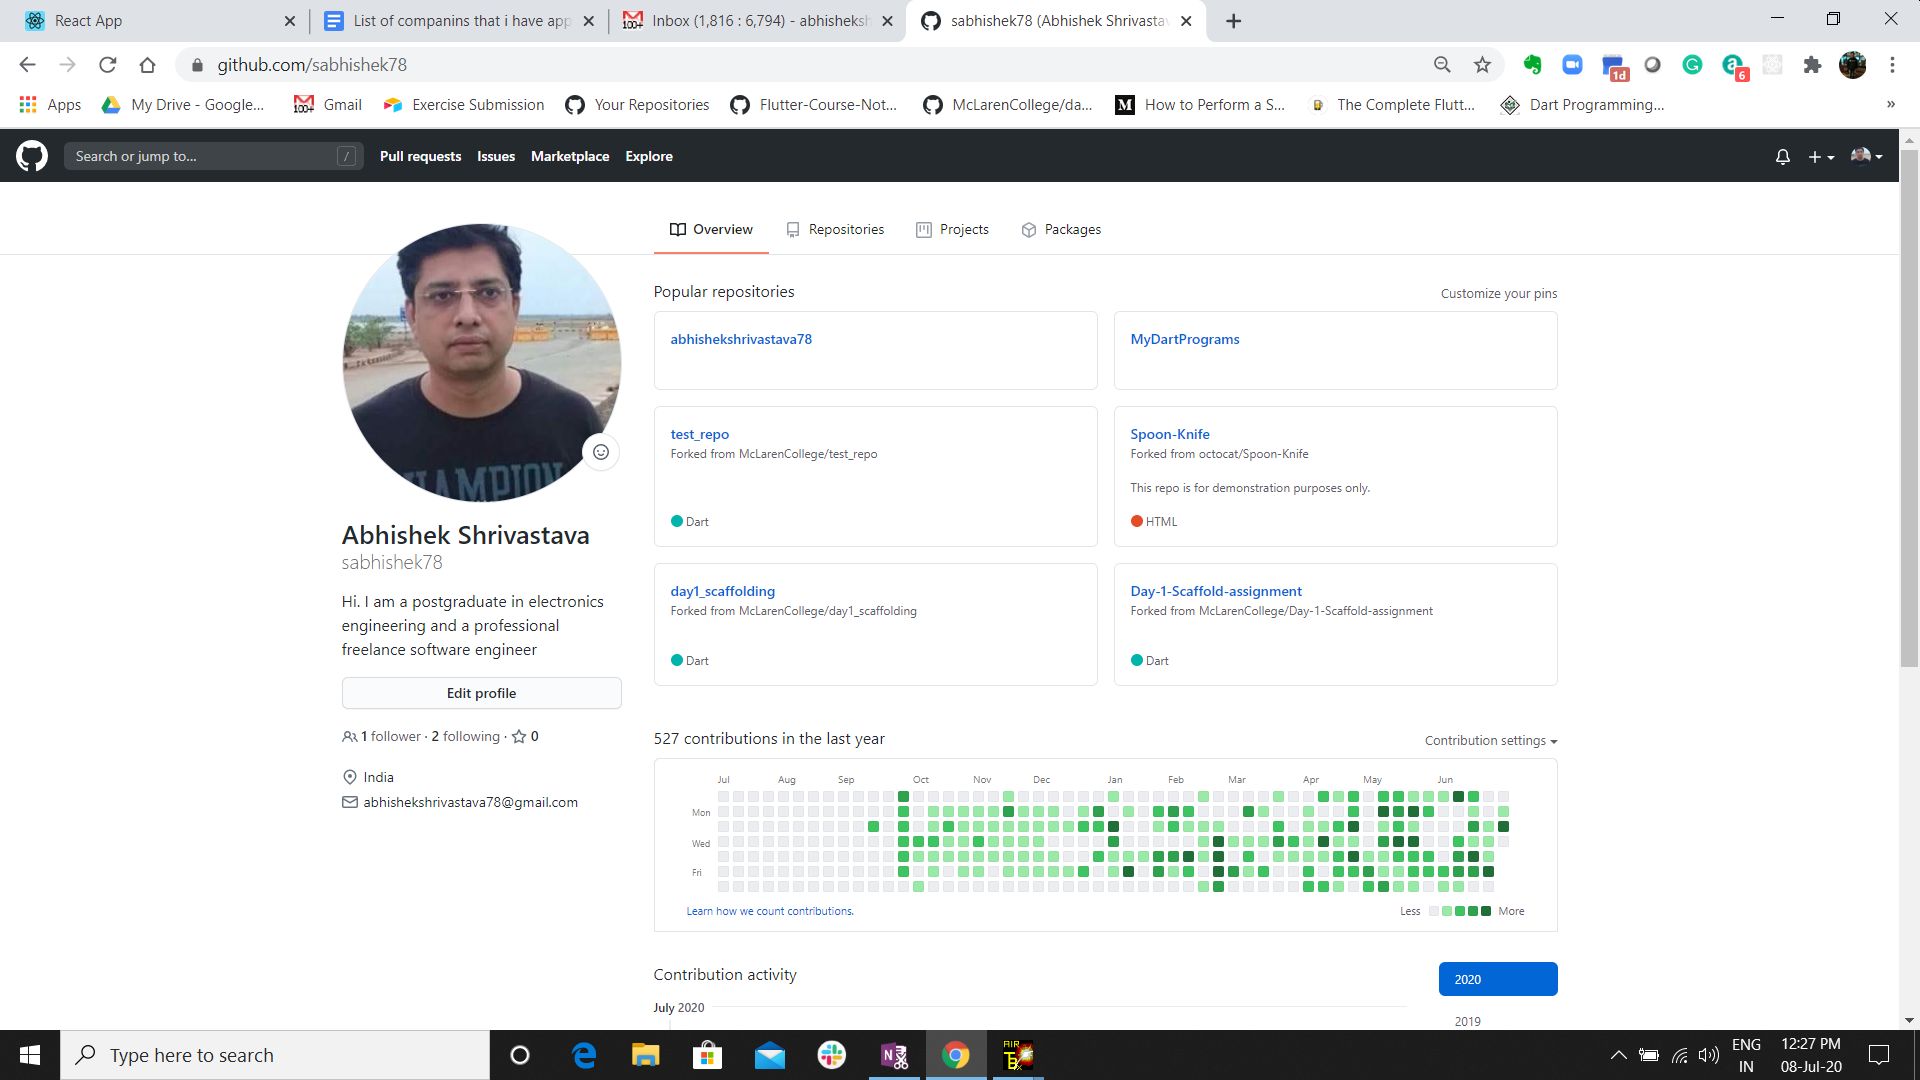 React App
List of companins that i have app
Inbox (1,816 : 6,794) - abhisheksh
sabhishek78 (Abhishek Shrivastav
github.com/sabhishek78
1d
6
Apps
My Drive - Google...
Gmail
Exercise Submission
Your Repositories
Flutter-Course-Not...
McLarenCollege/da...
How to Perform a S...
The Complete Flutt...
Dart Programming...
»
Search or jump to...
/
Pull requests
Issues
Marketplace
Explore
Overview
Repositories
Projects
Packages
CHAMPION
Abhishek Shrivastava
sabhishek78
Hi. I am a postgraduate in electronics
engineering and a professional
freelance software engineer
Edit profile
1 follower · 2 following · 0
India
abhishekshrivastava78@gmail.com
Popular repositories
Customize your pins
abhishekshrivastava78
MyDartPrograms
test_repo
Forked from McLarenCollege/test_repo
Dart
Spoon-Knife
Forked from octocat/Spoon-Knife
This repo is for demonstration purposes only.
HTML
day1_scaffolding
Forked from McLarenCollege/day1_scaffolding
Dart
Day-1-Scaffold-assignment
Forked from McLarenCollege/Day-1-Scaffold-assignment
Dart
527 contributions in the last year
Contribution settings
Jul Aug Sep Oct Nov Dec Jan Feb Mar Apr May Jun
Mon
Wed
Fri
Learn how we count contributions.
Less
More
Contribution activity
2020
July 2020
2019
Type here to search
AIR
ENG
IN
12:27 PM
08-Jul-20